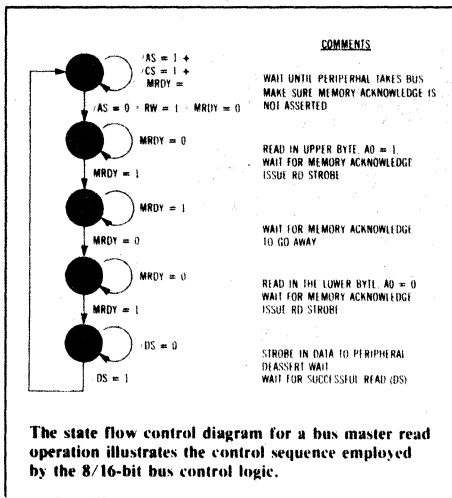 COMMENTS
/AS = 1 +
/CS = 1 +
MRDY =
WAIT UNTIL PERIPERHAL TAKES BUS
MAKE SURE MEMORY ACKNOWLEDGE IS
NOT ASSERTED
/AS = 0 · RW = 1 · MRDY = 0
MRDY = 0
READ IN UPPER BYTE, A0 = 1,
WAIT FOR MEMORY ACKNOWLEDGE
ISSUE RD STROBE
MRDY = 1
MRDY = 1
WAIT FOR MEMORY ACKNOWLEDGE
TO GO AWAY
MRDY = 0
MRDY = 0
READ IN THE LOWER BYTE, A0 = 0
WAIT FOR MEMORY ACKNOWLEDGE
ISSUE RD STROBE
MRDY = 1
/DS = 0
STROBE IN DATA TO PERIPHERAL
DEASSERT WAIT
WAIT FOR SUCCESSFUL READ (DS)
/DS = 1
The state flow control diagram for a bus master read
operation illustrates the control sequence employed
by the 8/16-bit bus control logic.